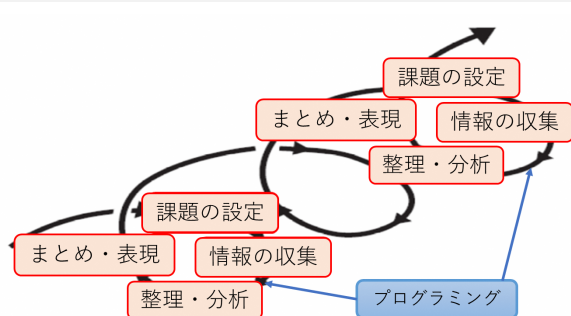 課題の設定
まとめ・表現
情報の収集
整理・分析
課題の設定
まとめ・表現
情報の収集
整理・分析
プログラミング